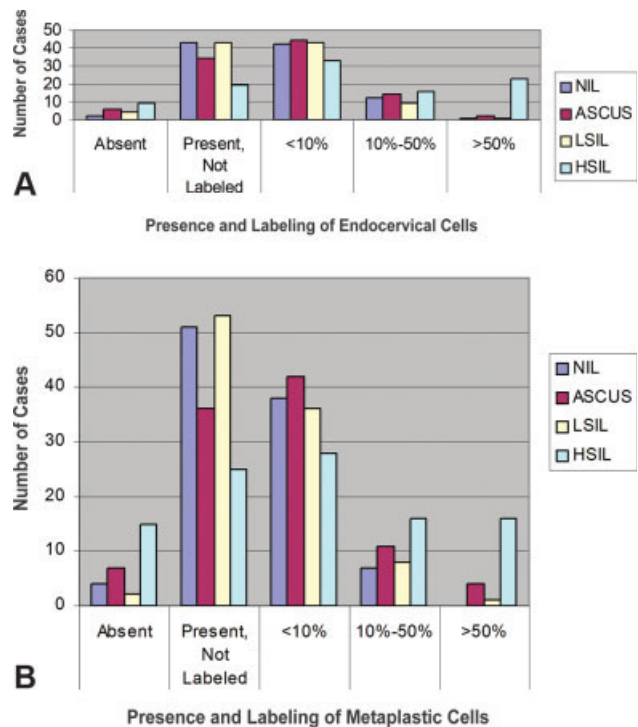 Number of Cases
50
40
30
20
10
0
Absent
Present,
Not
Labeled
<10%
10%-50%
>50%
NIL
ASCUS
LSIL
HSIL
A
Presence and Labeling of Endocervical Cells
Number of Cases
60
50
40
30
20
10
0
Absent
Present,
Not
Labeled
<10%
10%-50%
>50%
NIL
ASCUS
LSIL
HSIL
B
Presence and Labeling of Metaplastic Cells